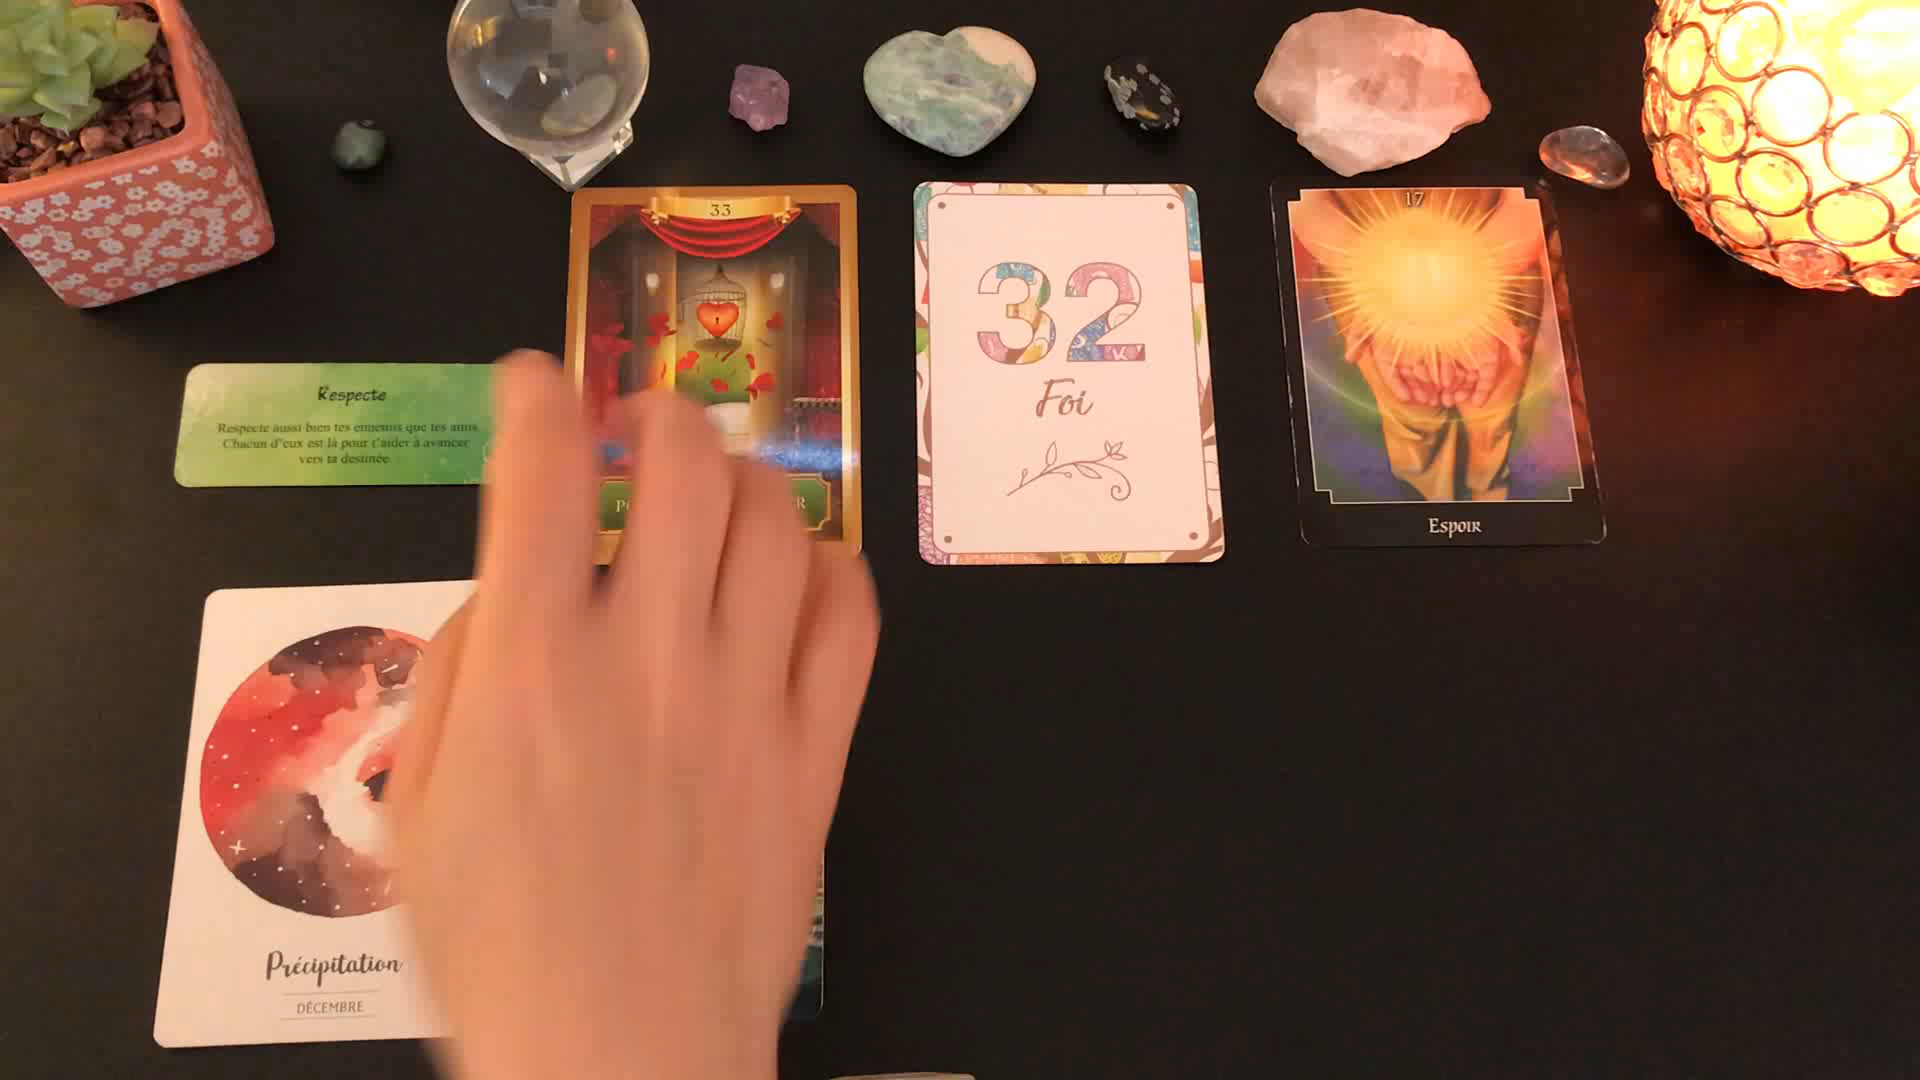 33
32
Foi
17
Espoir
Respecte
Respecte aussi bien tes ennemis que tes amis.
Chacun d'eux est là pour t'aider à avancer
vers ta destinée.
Précipitation
DÉCEMBRE